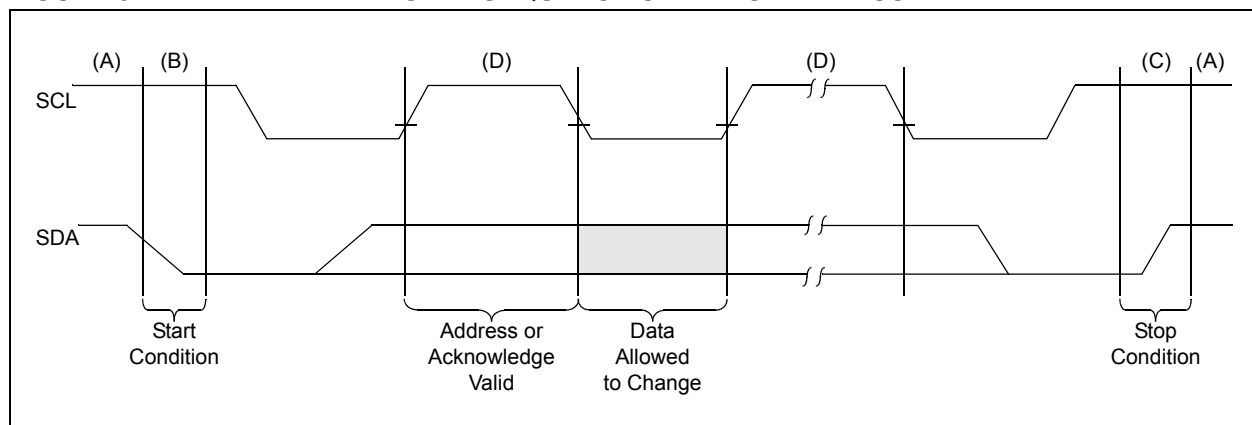 (A) (B) (D) (D) (C) (A)
SCL
SDA
Start
Condition
Address or
Acknowledge
Valid
Data
Allowed
to Change
Stop
Condition